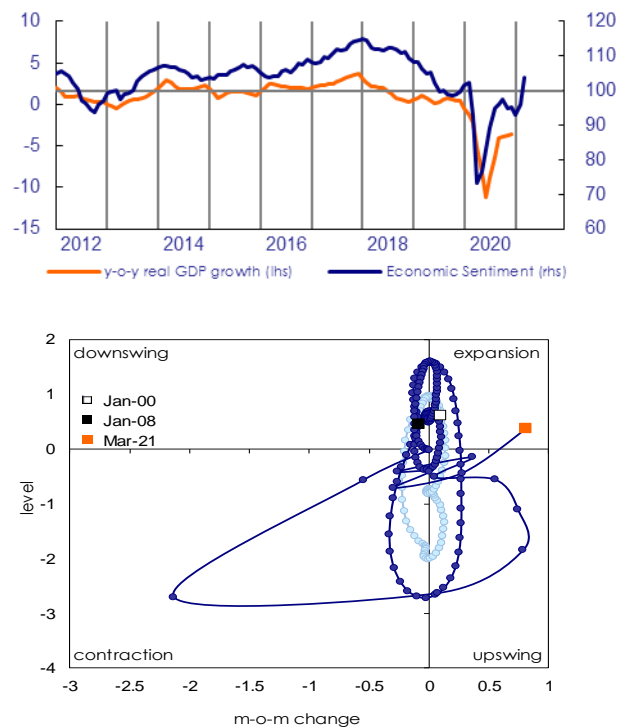 10 120
5 110
0 100
-5 90
-10 80
-15 70
60
2012 2014 2016 2018 2020
y-o-y real GDP growth (lhs) Economic Sentiment (rhs)
2
downswing expansion
1
Jan-00
Jan-08
Mar-21
0
level
-1
-2
-3
contraction upswing
-4
-3 -2.5 -2 -1.5 -1 -0.5 0 0.5 1
m-o-m change